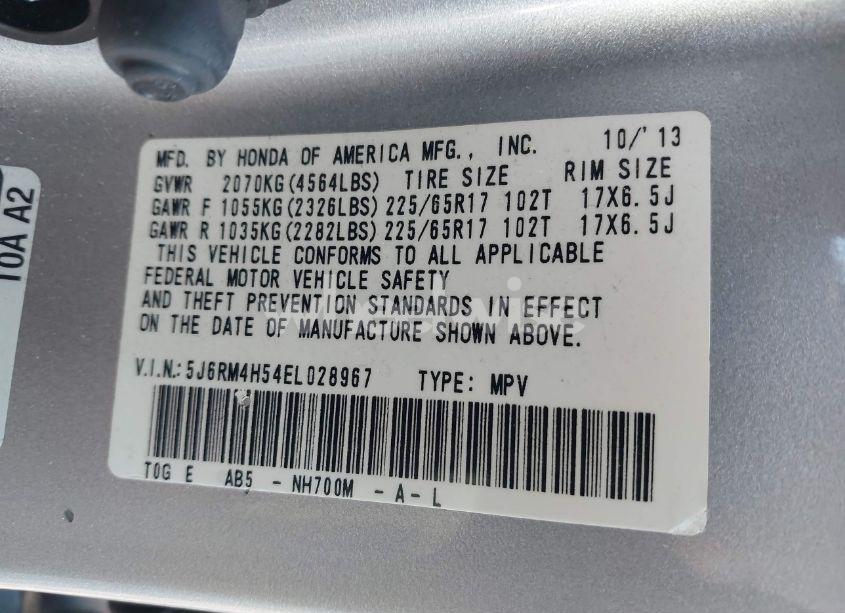 MFD. BY HONDA OF AMERICA MFG., INC. 10/'13
GVWR 2070KG(4564LBS) TIRE SIZE RIM SIZE
GAWR F 1055KG(2326LBS) 225/65R17 102T 17X6.5J
GAWR R 1035KG(2282LBS) 225/65R17 102T 17X6.5J
THIS VEHICLE CONFORMS TO ALL APPLICABLE
FEDERAL MOTOR VEHICLE SAFETY
AND THEFT PREVENTION STANDARDS IN EFFECT
ON THE DATE OF MANUFACTURE SHOWN ABOVE.
V.I.N.: 5J6RM4H54EL028967 TYPE: MPV
T0G E AB5 - NH700M - A - L
10A A2